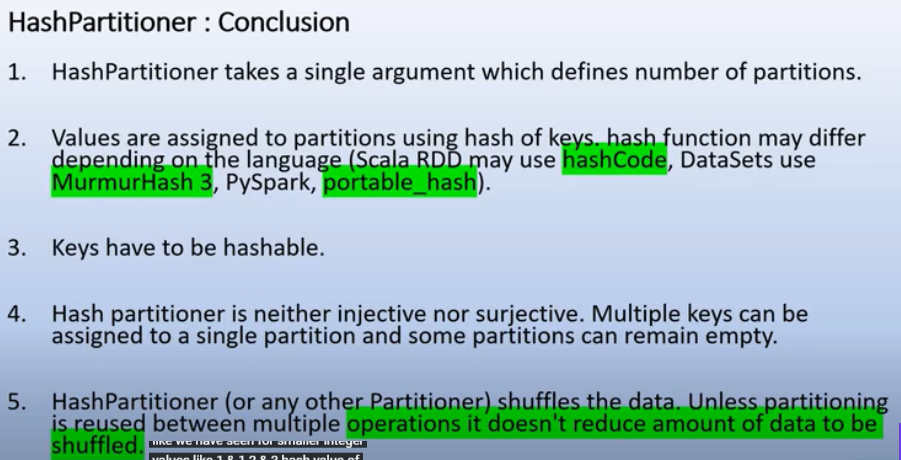 HashPartitioner : Conclusion
1. HashPartitioner takes a single argument which defines number of partitions.
2. Values are assigned to partitions using hash of keys. hash function may differ
depending on the language (Scala RDD may use hashCode, DataSets use
MurmurHash 3, PySpark, portable_hash).
3. Keys have to be hashable.
4. Hash partitioner is neither injective nor surjective. Multiple keys can be
assigned to a single partition and some partitions can remain empty.
5. HashPartitioner (or any other Partitioner) shuffles the data. Unless partitioning
is reused between multiple operations it doesn't reduce amount of data to be
shuffled.
like we have seen for smaller integer
values like 1 & 1 2 & 2 hash value of